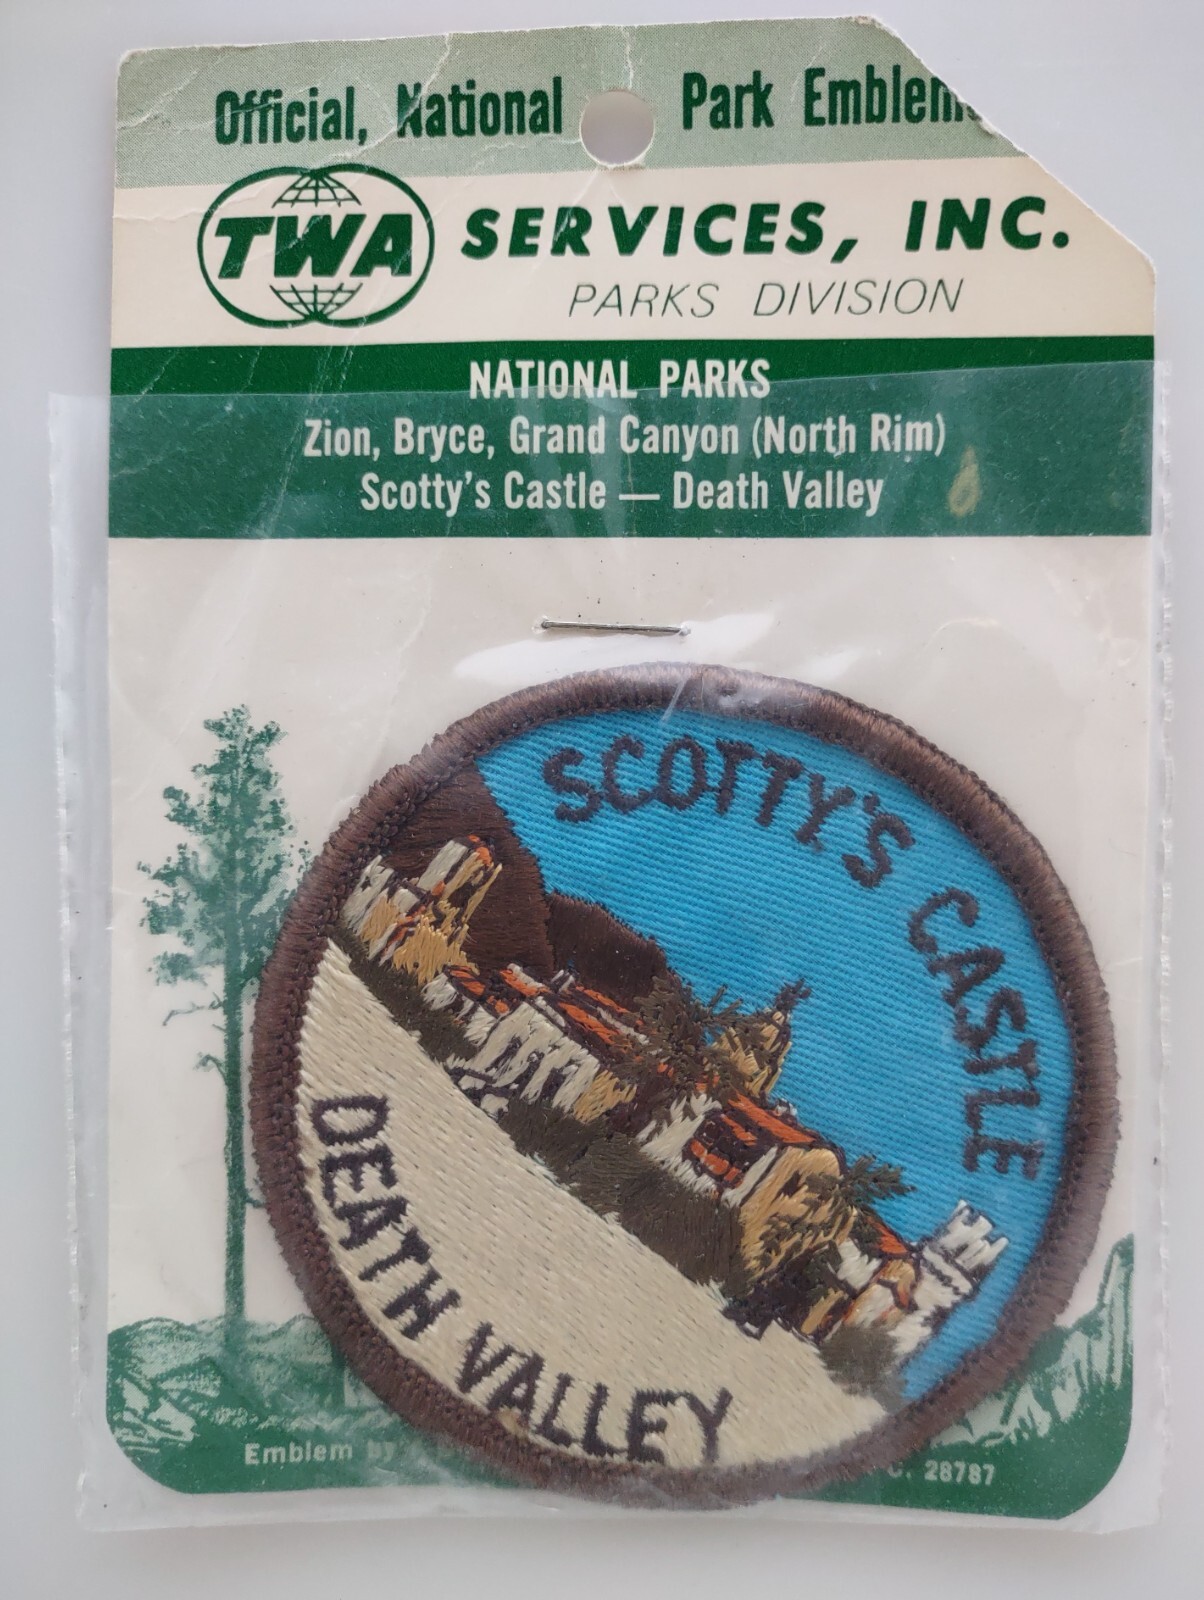 Official, National Park Emblem
TWA SERVICES, INC.
PARKS DIVISION
NATIONAL PARKS
Zion, Bryce, Grand Canyon (North Rim)
Scotty's Castle — Death Valley
SCOTTY'S CASTLE
DEATH VALLEY
Emblem by
C. 28787